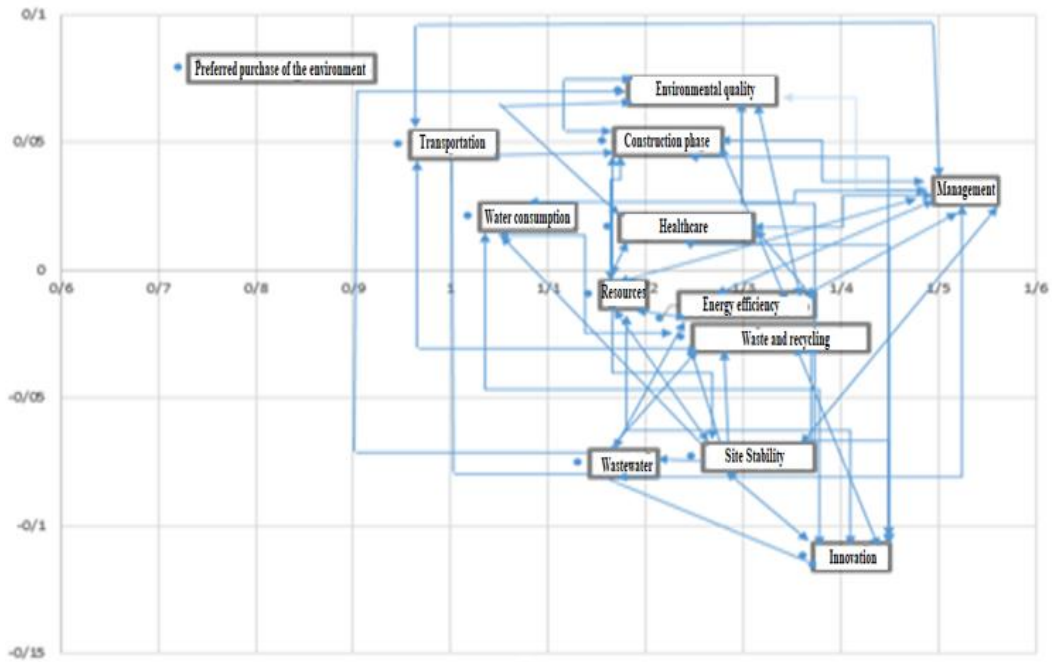 0/1
Preferred purchase of the environment
Environmental quality
0/05
Transportation
Construction phase
Management
Water consumption
Healthcare
0
0/6
0/7
0/8
0/9
1
1/1
1/2
1/3
1/4
1/5
1/6
Resources
Energy efficiency
Waste and recycling
-0/05
Wastewater
Site Stability
-0/1
Innovation
-0/15